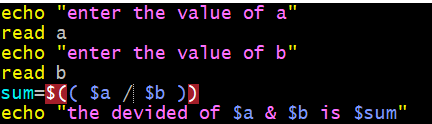 echo "enter the value of a"
read a
echo "enter the value of b"
read b
sum=$(( $a / $b ))
echo "the devided of $a & $b is $sum"